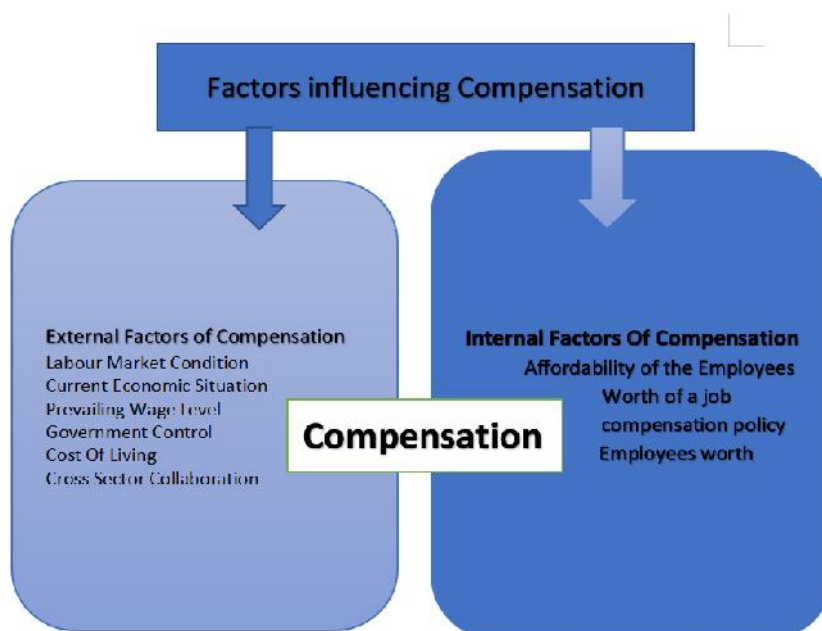 Factors influencing Compensation
External Factors of Compensation
Labour Market Condition
Current Economic Situation
Prevailing Wage Level
Government Control
Cost Of Living
Cross Sector Collaboration
Internal Factors Of Compensation
Affordability of the Employees
Worth of a job
compensation policy
Employees worth
Compensation